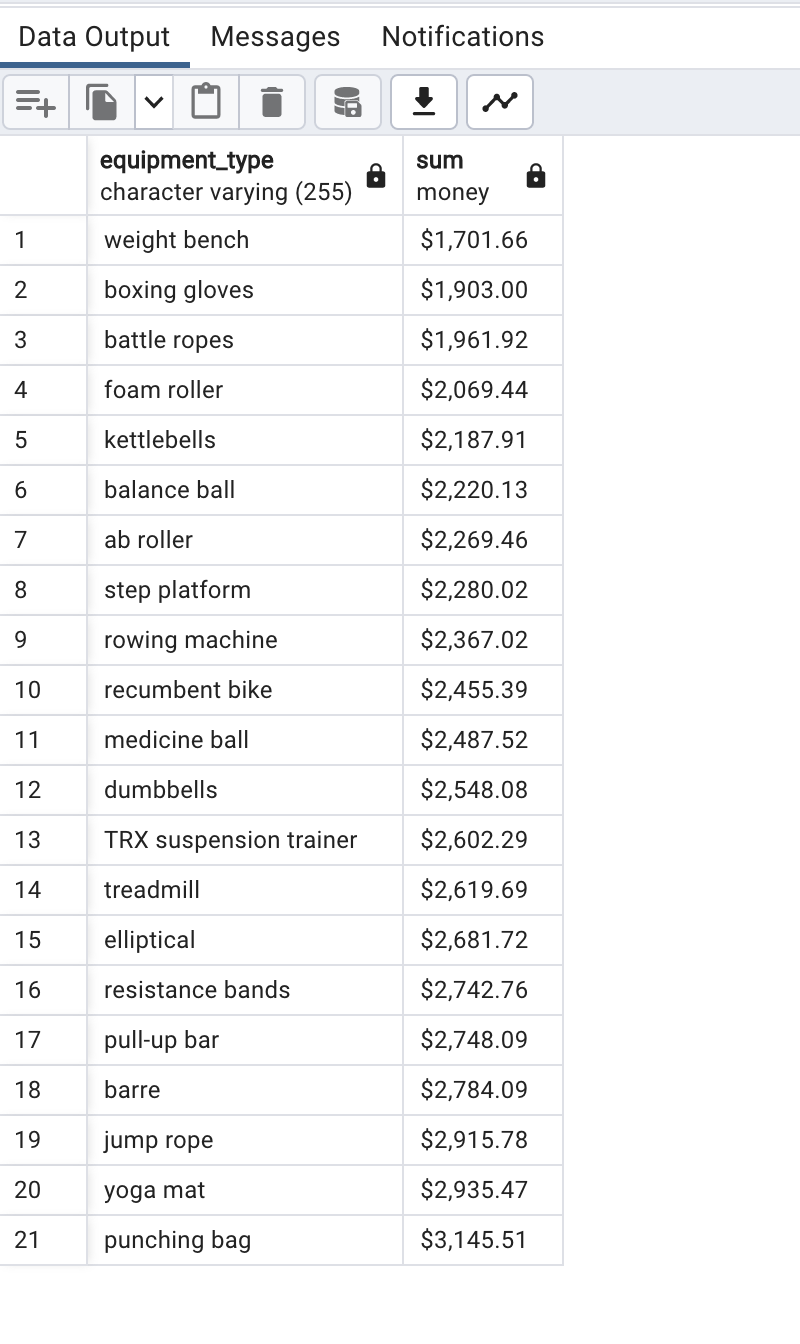 Data Output Messages Notifications
equipment_type sum
character varying (255) money
1 weight bench $1,701.66
2 boxing gloves $1,903.00
3 battle ropes $1,961.92
4 foam roller $2,069.44
5 kettlebells $2,187.91
6 balance ball $2,220.13
7 ab roller $2,269.46
8 step platform $2,280.02
9 rowing machine $2,367.02
10 recumbent bike $2,455.39
11 medicine ball $2,487.52
12 dumbbells $2,548.08
13 TRX suspension trainer $2,602.29
14 treadmill $2,619.69
15 elliptical $2,681.72
16 resistance bands $2,742.76
17 pull-up bar $2,748.09
18 barre $2,784.09
19 jump rope $2,915.78
20 yoga mat $2,935.47
21 punching bag $3,145.51